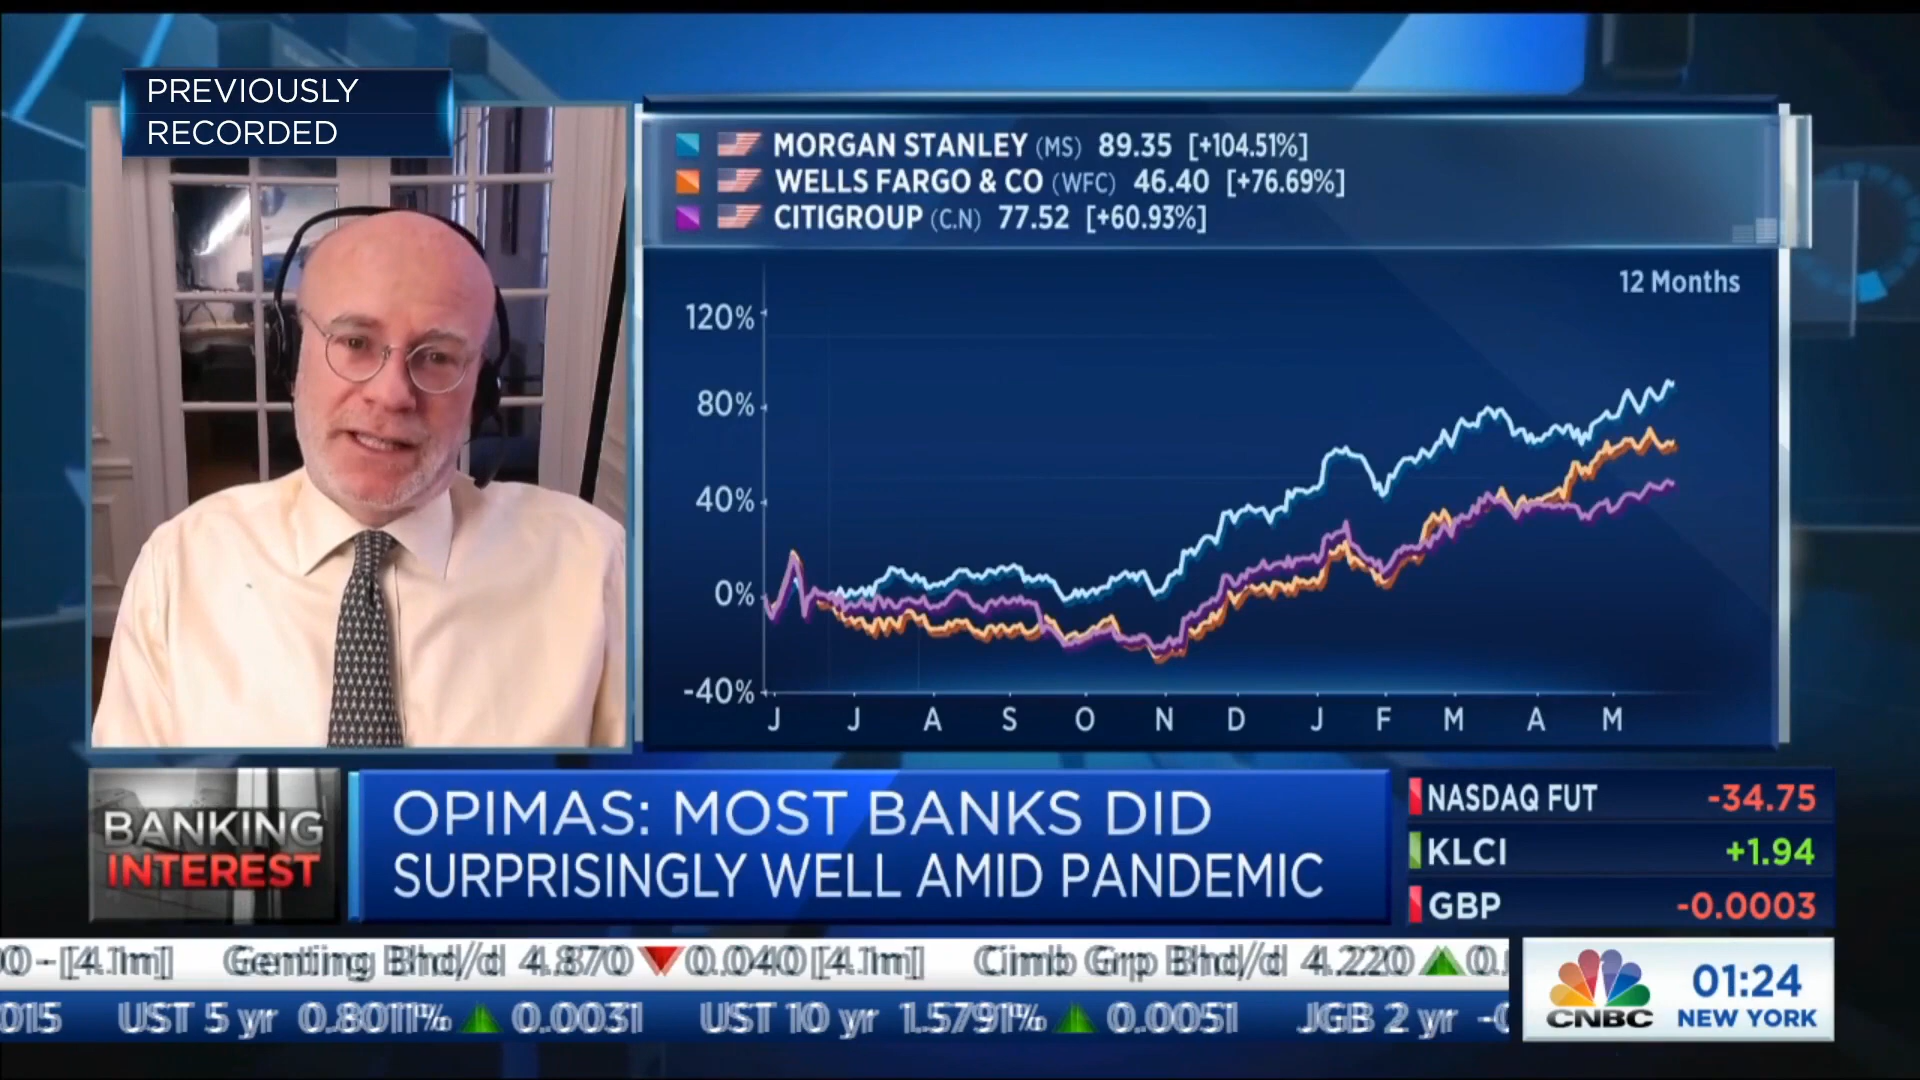 PREVIOUSLY
RECORDED
MORGAN STANLEY (MS) 89.35 [+104.51%]
WELLS FARGO & CO (WFC) 46.40 [+76.69%]
CITIGROUP (C.N) 77.52 [+60.93%]
12 Months
120%
80%
40%
0%
-40%
J J A S O N D J F M A M
BANKING
INTEREST
OPIMAS: MOST BANKS DID
SURPRISINGLY WELL AMID PANDEMIC
NASDAQ FUT -34.75
KLCI +1.94
GBP -0.0003
0 - [4.1m] Genting Bhd/d 4.870 ▼ 0.040 [4.1m] Cimb Grp Bhd/d 4.220 ▲ 0.
015 UST 5 yr 0.8011% ▲ 0.0031 UST 10 yr 1.5791% ▲ 0.0051 JGB 2 yr -0
CNBC
01:24
NEW YORK